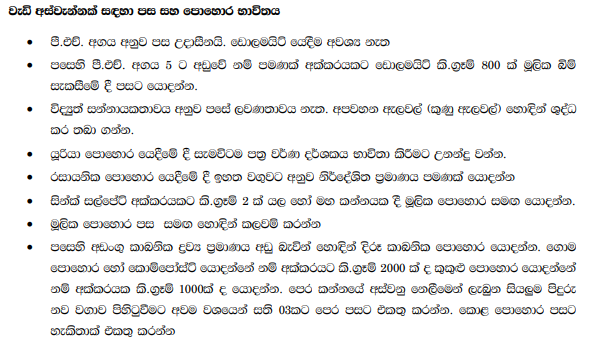 වැඩි අස්වැන්නක් සඳහා පස සහ පොහොර භාවිතය
• පී.එච්. අගය අනුව පස උදාසීනයි. ඩොලමයිට් යෙදීම අවශ්‍ය නැත
• පසෙහි පී.එච්. අගය 5 ට අඩුවේ නම් පමණක් අක්කරයකට ඩොලමයිට් කි.ග්‍රෑම් 800 ක් මූලික බිම්
සැකසීමේ දී පසට යොදන්න.
• විද්‍යුත් සන්නායකතාවය අනුව පසේ ලවණතාවය නැත. අපවහන ඇලවල් (කුණු ඇලවල්) හොඳින් ශුද්ධ
කර තබා ගන්න.
• යූරියා පොහොර යෙදීමේ දී සැමවිටම පත්‍ර වර්ණ දර්ශකය භාවිතා කිරීමට උනන්දු වන්න.
• රසායනික පොහොර යෙදීමේ දී ඉහත වගුවට අනුව නිර්දේශිත ප්‍රමාණය පමණක් යොදන්න
• සින්ක් සල්පේට් අක්කරයකට කි.ග්‍රෑම් 2 ක් යල හෝ මහ කන්නයක දී මූලික පොහොර සමඟ යොදන්න.
• මූලික පොහොර පස සමඟ හොඳින් කලවම් කරන්න
• පසෙහි අඩංගු කාබනික ද්‍රව්‍ය ප්‍රමාණය අඩු බැවින් හොඳින් දිරූ කාබනික පොහොර යොදන්න. ගොම
පොහොර හෝ කොම්පෝස්ට් යොදන්නේ නම් අක්කරයට කි.ග්‍රෑම් 2000 ක් ද කුකුළු පොහොර යොදන්නේ
නම් අක්කරයක කි.ග්‍රෑම් 1000ක් ද යොදන්න. පෙර කන්නයේ අස්වනු නෙලීමෙන් ලැබුන සියලුම පිදුරු
නව වගාව පිහිටුවීමට අවම වශයෙන් සති 03කට පෙර පසට එකතු කරන්න. කොළ පොහොර පසට
හැකිතාක් එකතු කරන්න